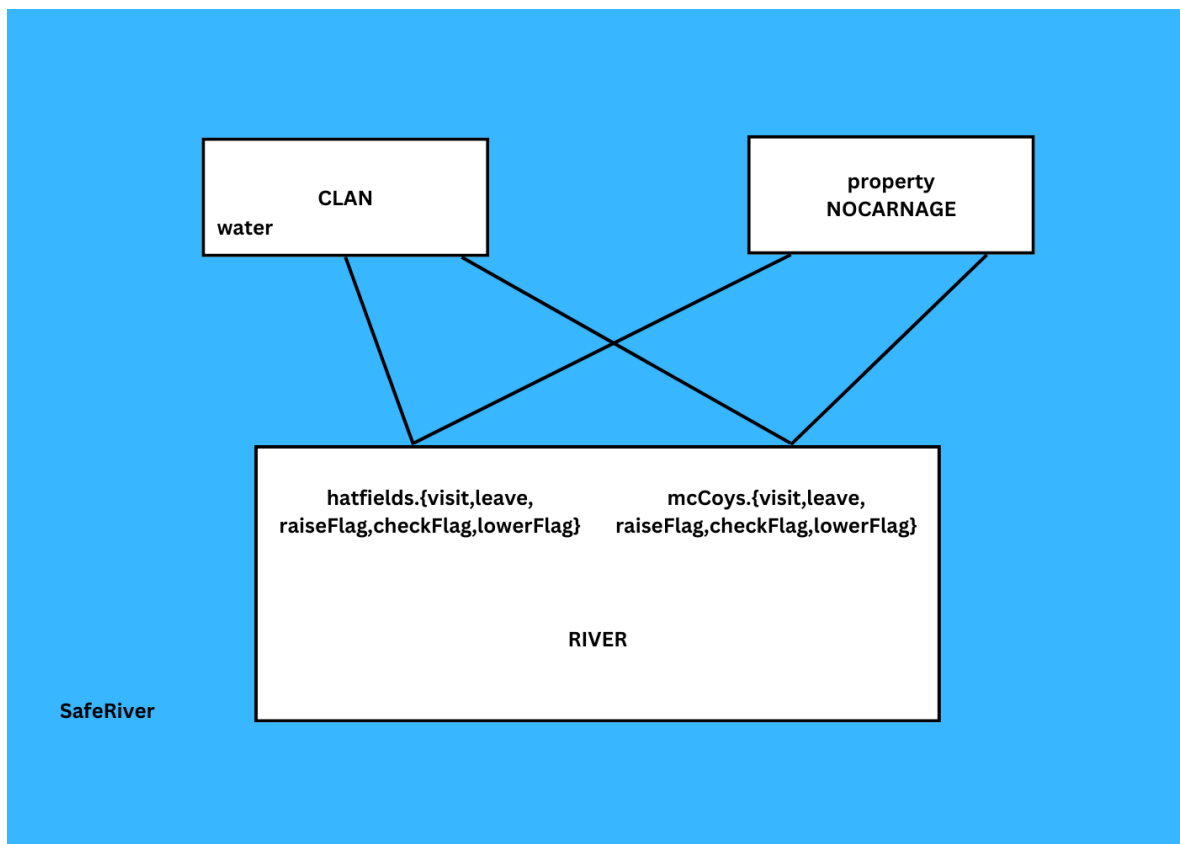 CLAN
water
property
NOCARNAGE
hatfields.{visit,leave,
raiseFlag,checkFlag,lowerFlag}
mcCoys.{visit,leave,
raiseFlag,checkFlag,lowerFlag}
RIVER
SafeRiver